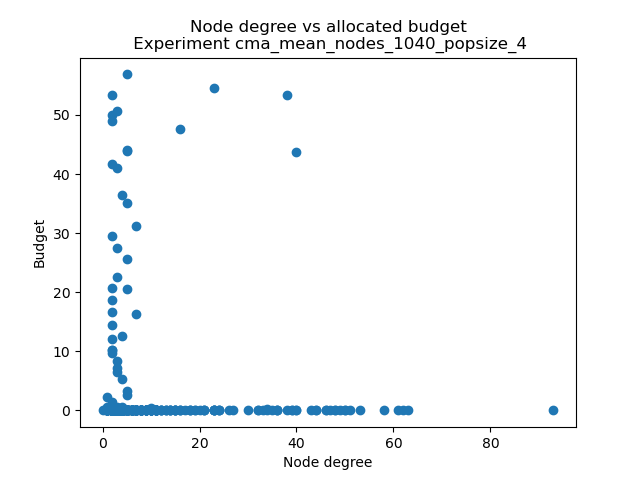 Node degree vs allocated budget
Experiment cma_mean_nodes_1040_popsize_4
50
40
30
20
10
0
Budget
0 20 40 60 80
Node degree